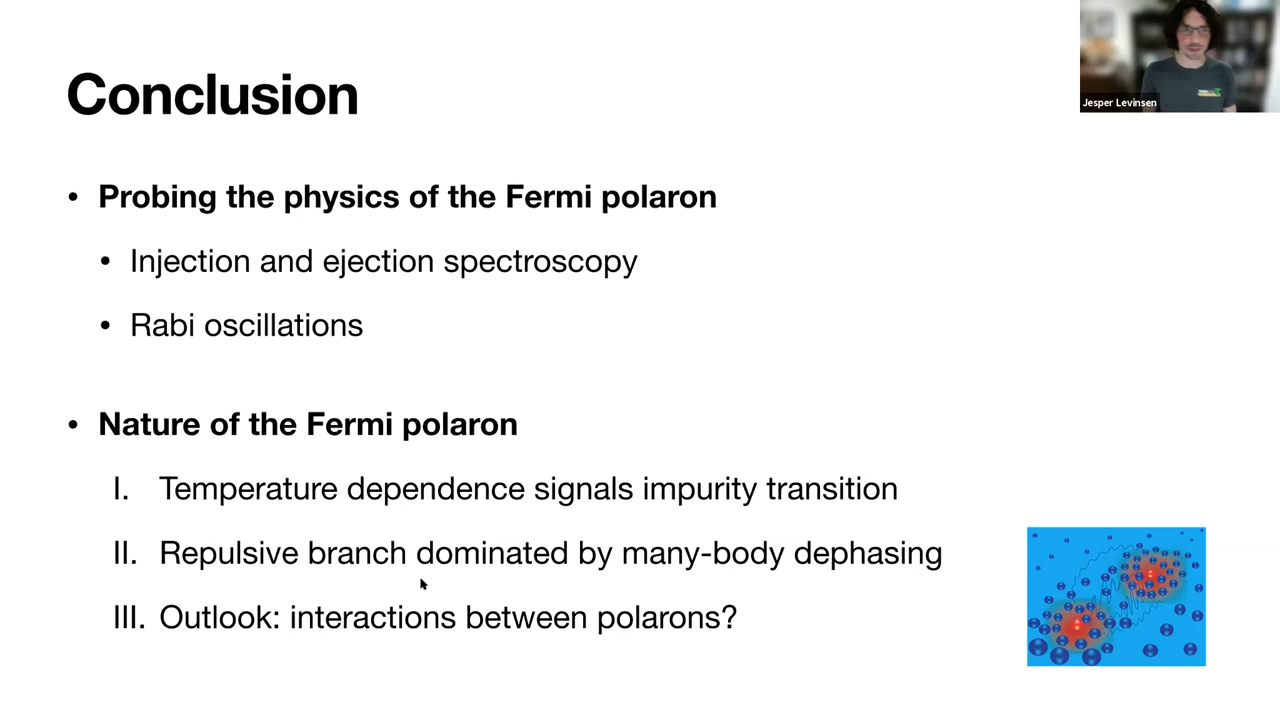 Conclusion
Jesper Levinsen
• Probing the physics of the Fermi polaron
• Injection and ejection spectroscopy
• Rabi oscillations
• Nature of the Fermi polaron
I. Temperature dependence signals impurity transition
II. Repulsive branch dominated by many-body dephasing
III. Outlook: interactions between polarons?